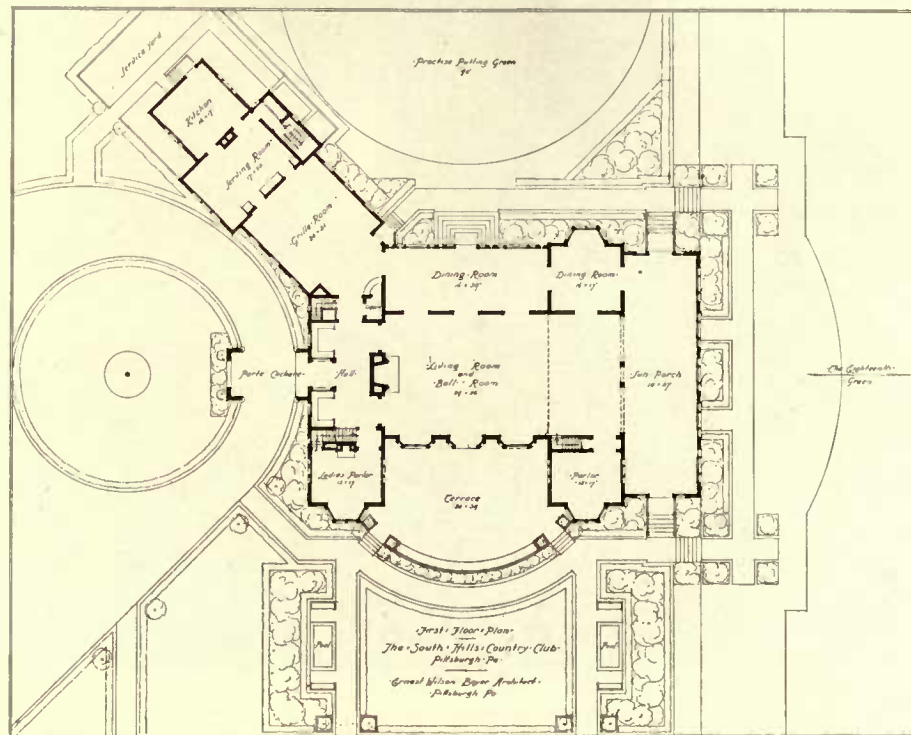 Service Yard
Practise Putting Green
90'
Kitchen
Serving Room
Grille Room
Dining Room
Dining Room
Porte Cochere
Hall
Living Room
and
Ball Room
Sun Porch
The Eighteenth
Green
Ladies Parlor
Terrace
Parlor
Pool
Pool
·First·Floor·Plan·
The·South·Hills·Country·Club·
Pittsburgh·Pa·
·Ernest Wilson Boyer Architect·
·Pittsburgh Pa